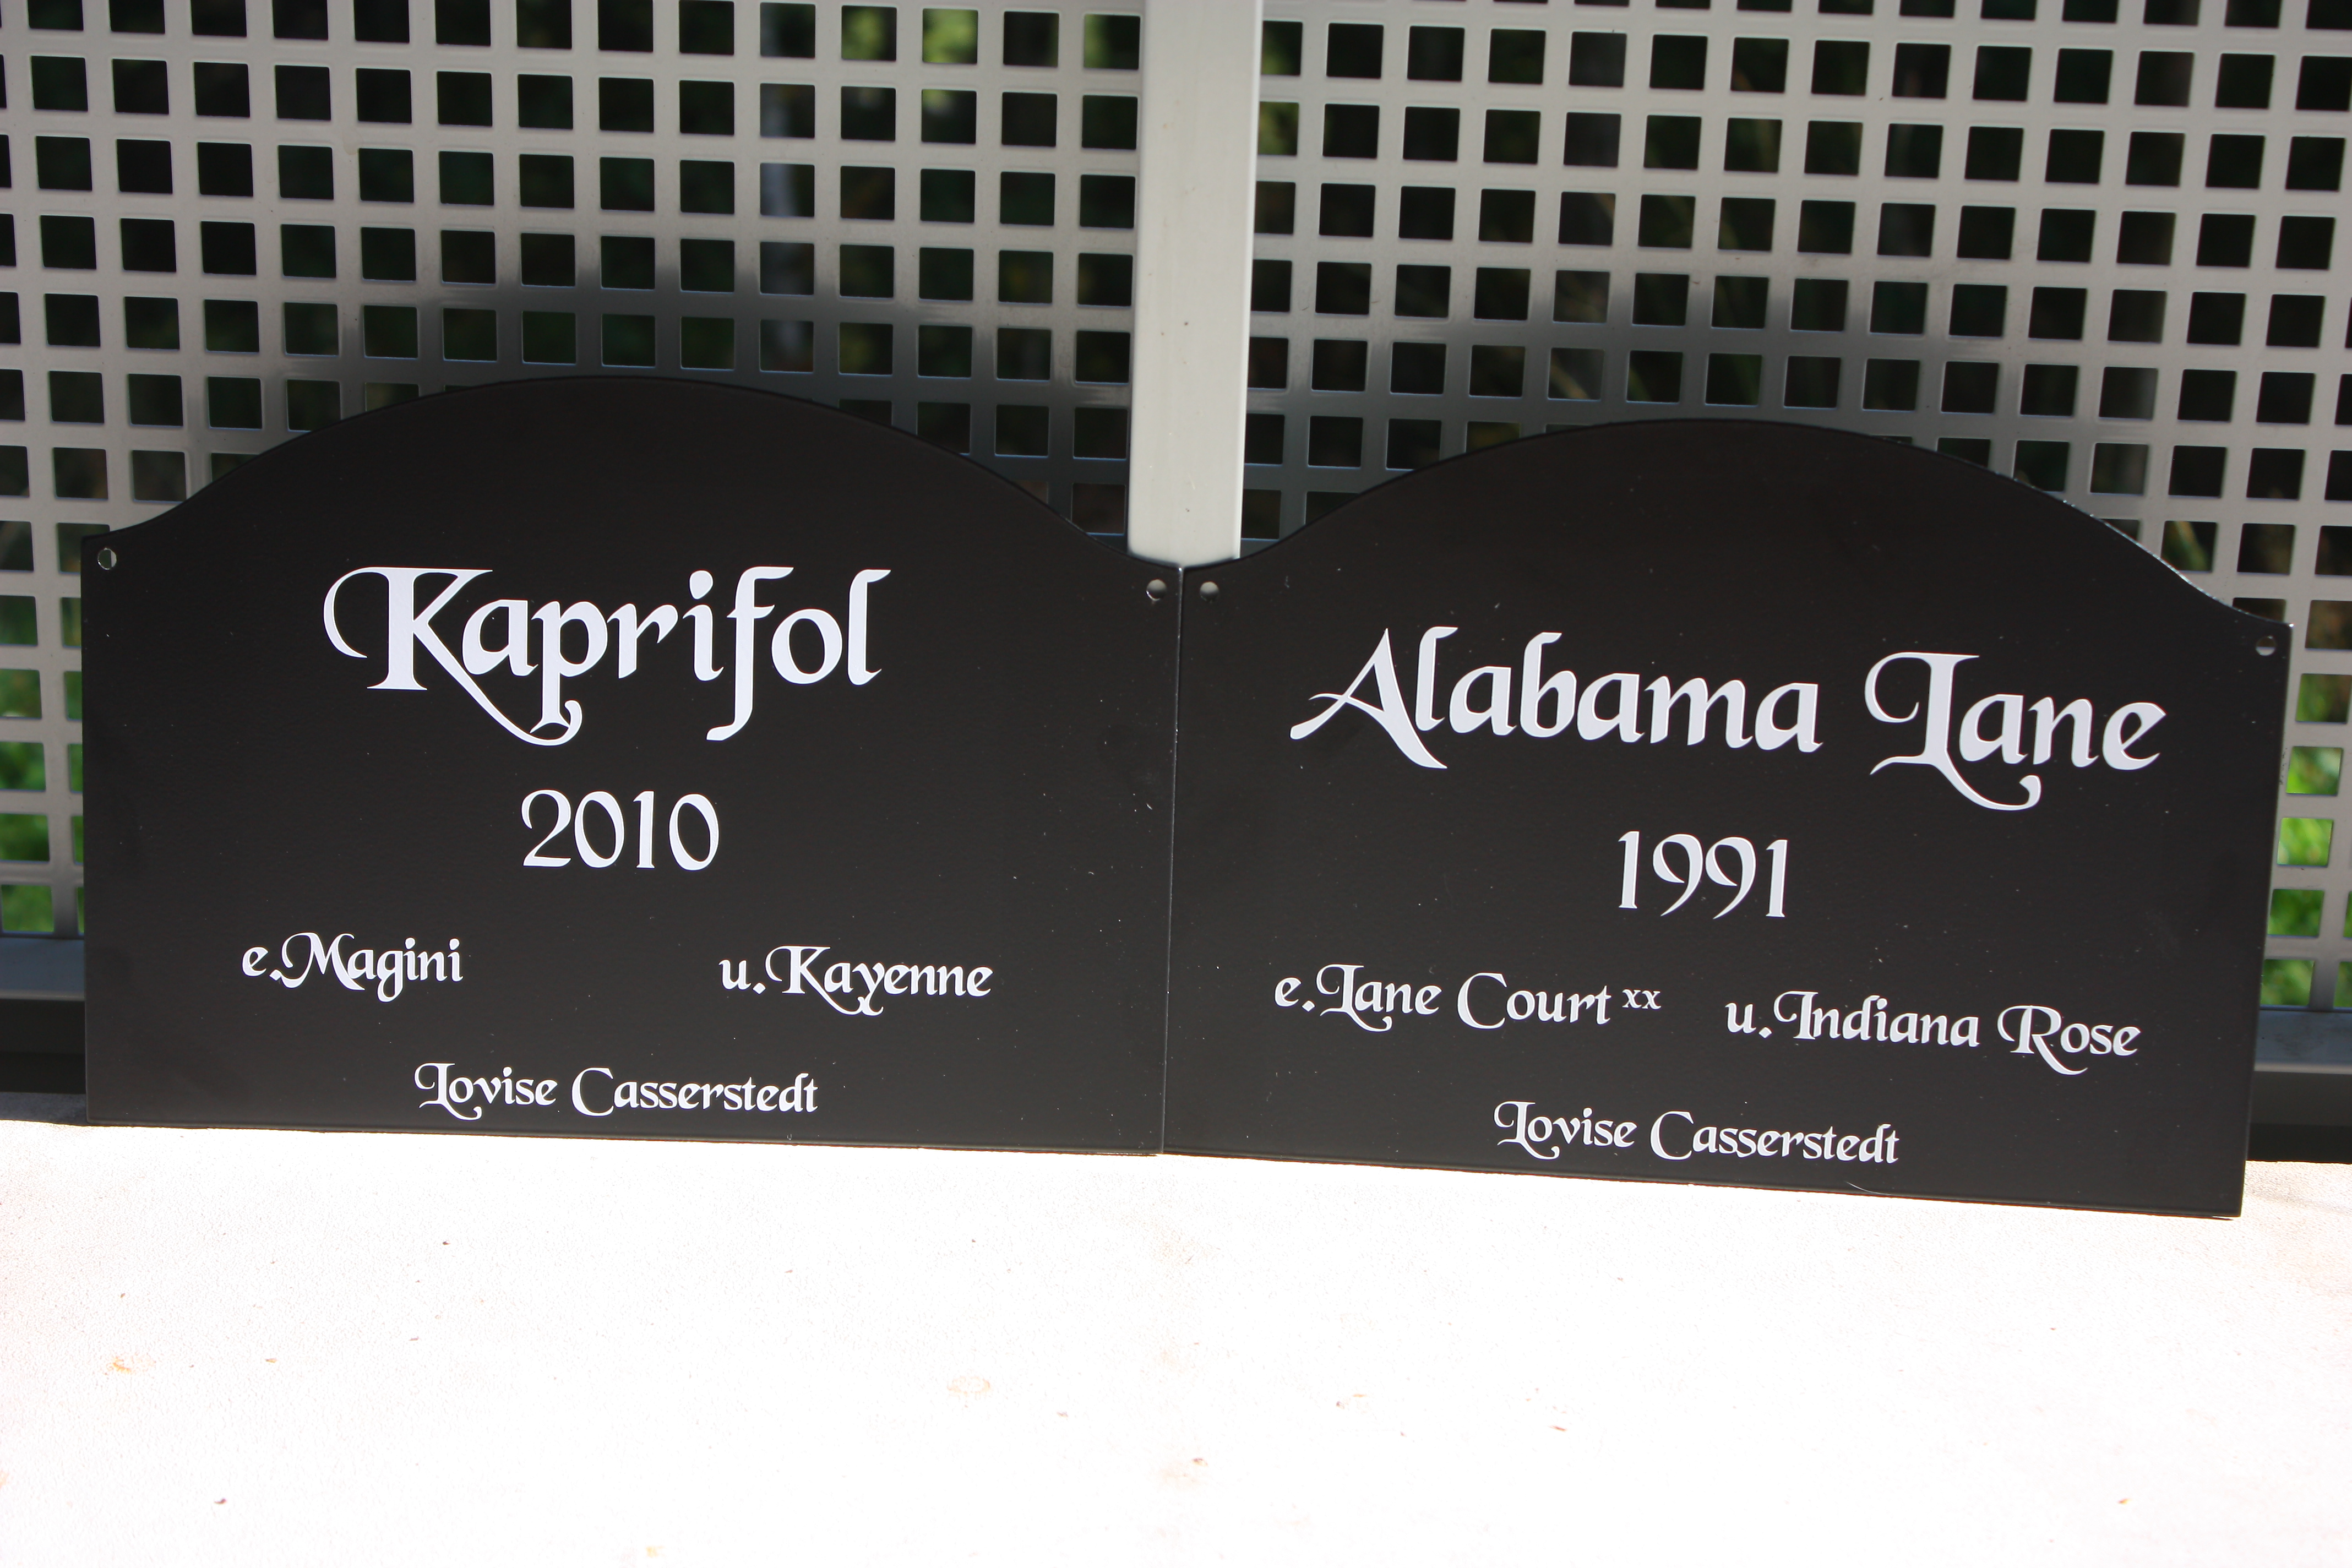 Kaprifol
2010
e.Magini u.Kayenne
Lovise Casserstedt
Alabama Lane
1991
e.Lane Court xx u.Indiana Rose
Lovise Casserstedt